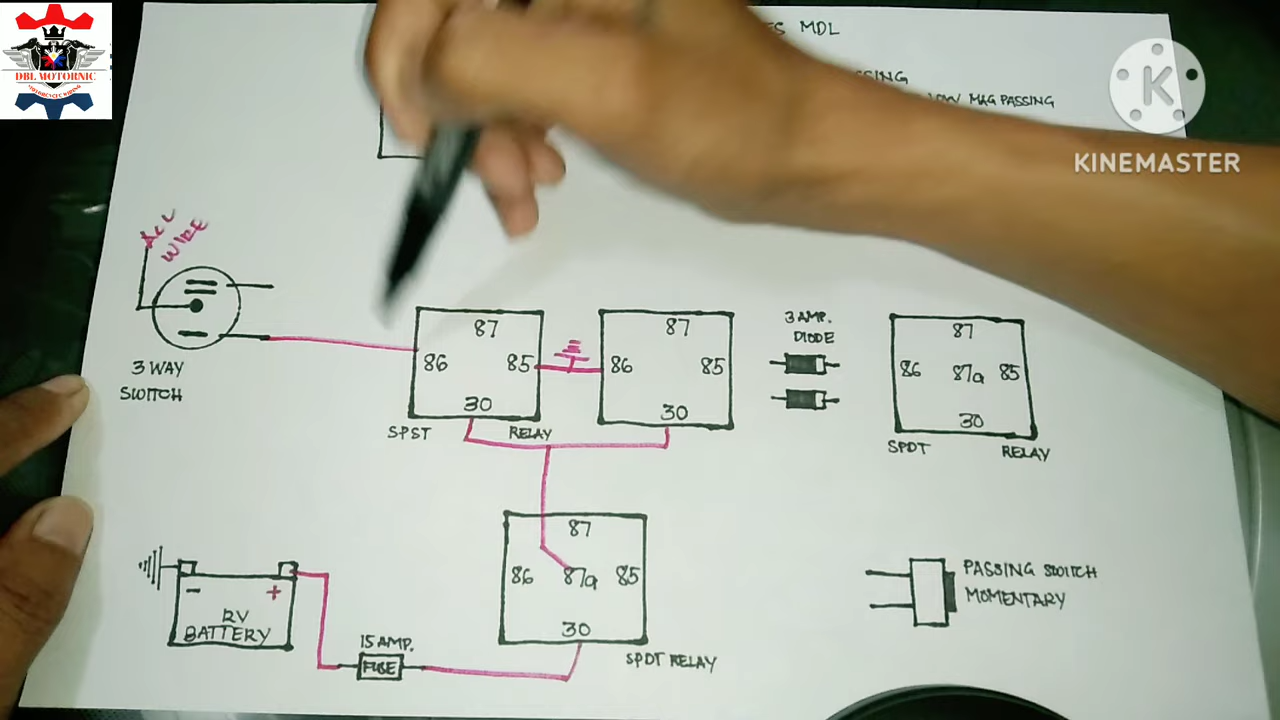 DBL MOTORNIC
MOTORCYCLE WIRING
MDL
LOW MAG PASSING
K
KINEMASTER
ACC
WIRE
3 WAY
SWITCH
87
86 85
30
SPST RELAY
87
86 85
30
3 AMP.
DIODE
87
86 87a 85
30
SPDT RELAY
87
86 87a 85
30
SPDT RELAY
- +
BATTERY
15 AMP.
FUSE
PASSING SWITCH
MOMENTARY